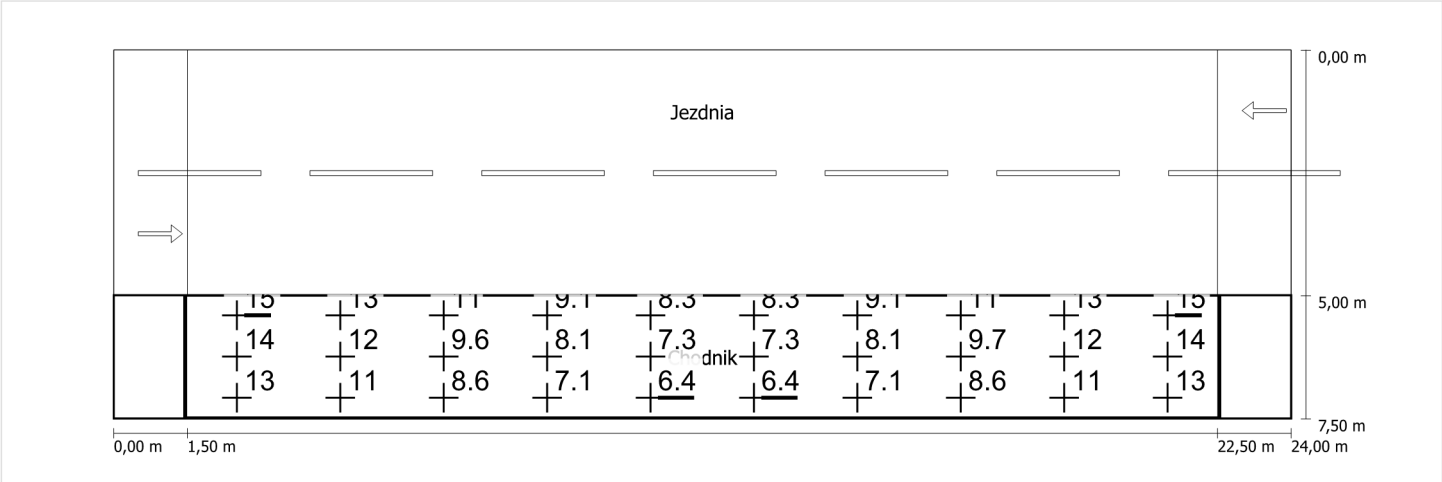 0,00 m
Jezdnia
5,00 m
15 13 11 9.1 8.3 8.3 9.1 11 13 15
14 12 9.6 8.1 7.3 7.3 8.1 9.7 12 14
Chodnik
13 11 8.6 7.1 6.4 6.4 7.1 8.6 11 13
7,50 m
0,00 m 1,50 m 22,50 m 24,00 m